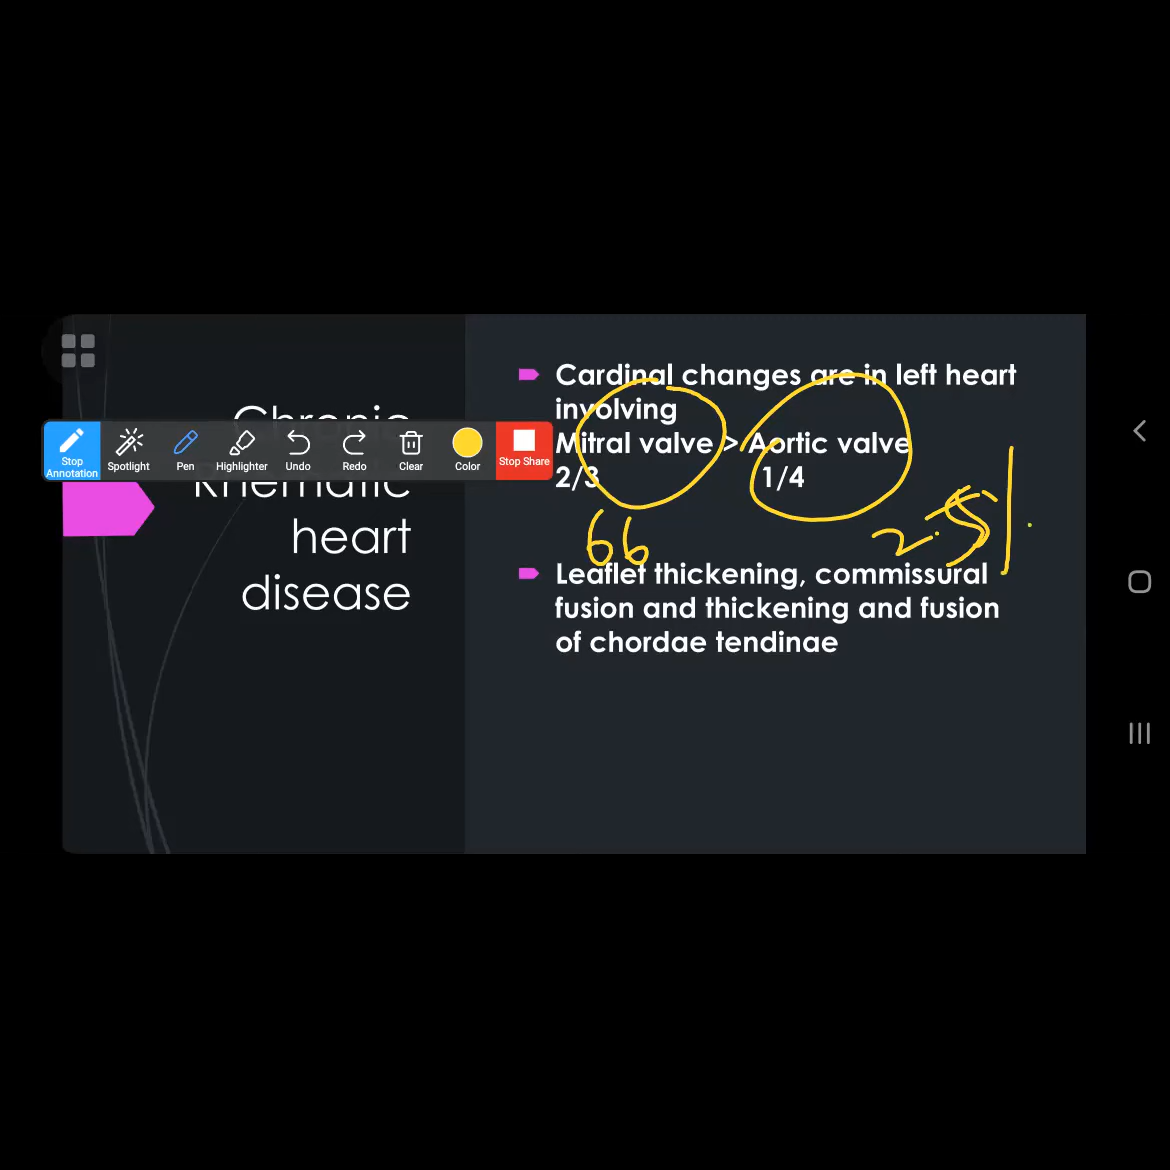 Chronic
Rhematic
heart
disease
Stop
Annotation
Spotlight
Pen
Highlighter
Undo
Redo
Clear
Color
Stop Share
Cardinal changes are in left heart
involving
Mitral valve > Aortic valve
2/3 1/4
66
Leaflet thickening, commissural
fusion and thickening and fusion
of chordae tendinae